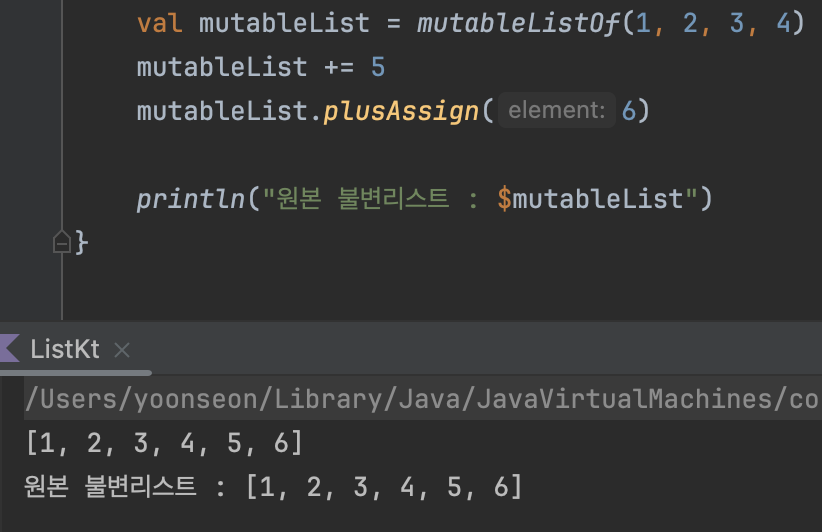 val mutableList = mutableListOf(1, 2, 3, 4)
mutableList += 5
mutableList.plusAssign( element: 6)
println("원본 불변리스트 : $mutableList")
}
ListKt ×
/Users/yoonseon/Library/Java/JavaVirtualMachines/co
[1, 2, 3, 4, 5, 6]
원본 불변리스트 : [1, 2, 3, 4, 5, 6]